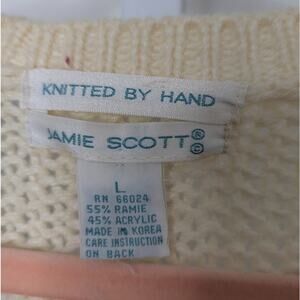 KNITTED BY HAND
JAMIE SCOTT®©
L
RN 66024
55% RAMIE
45% ACRYLIC
MADE IN KOREA
CARE INSTRUCTION
ON BACK